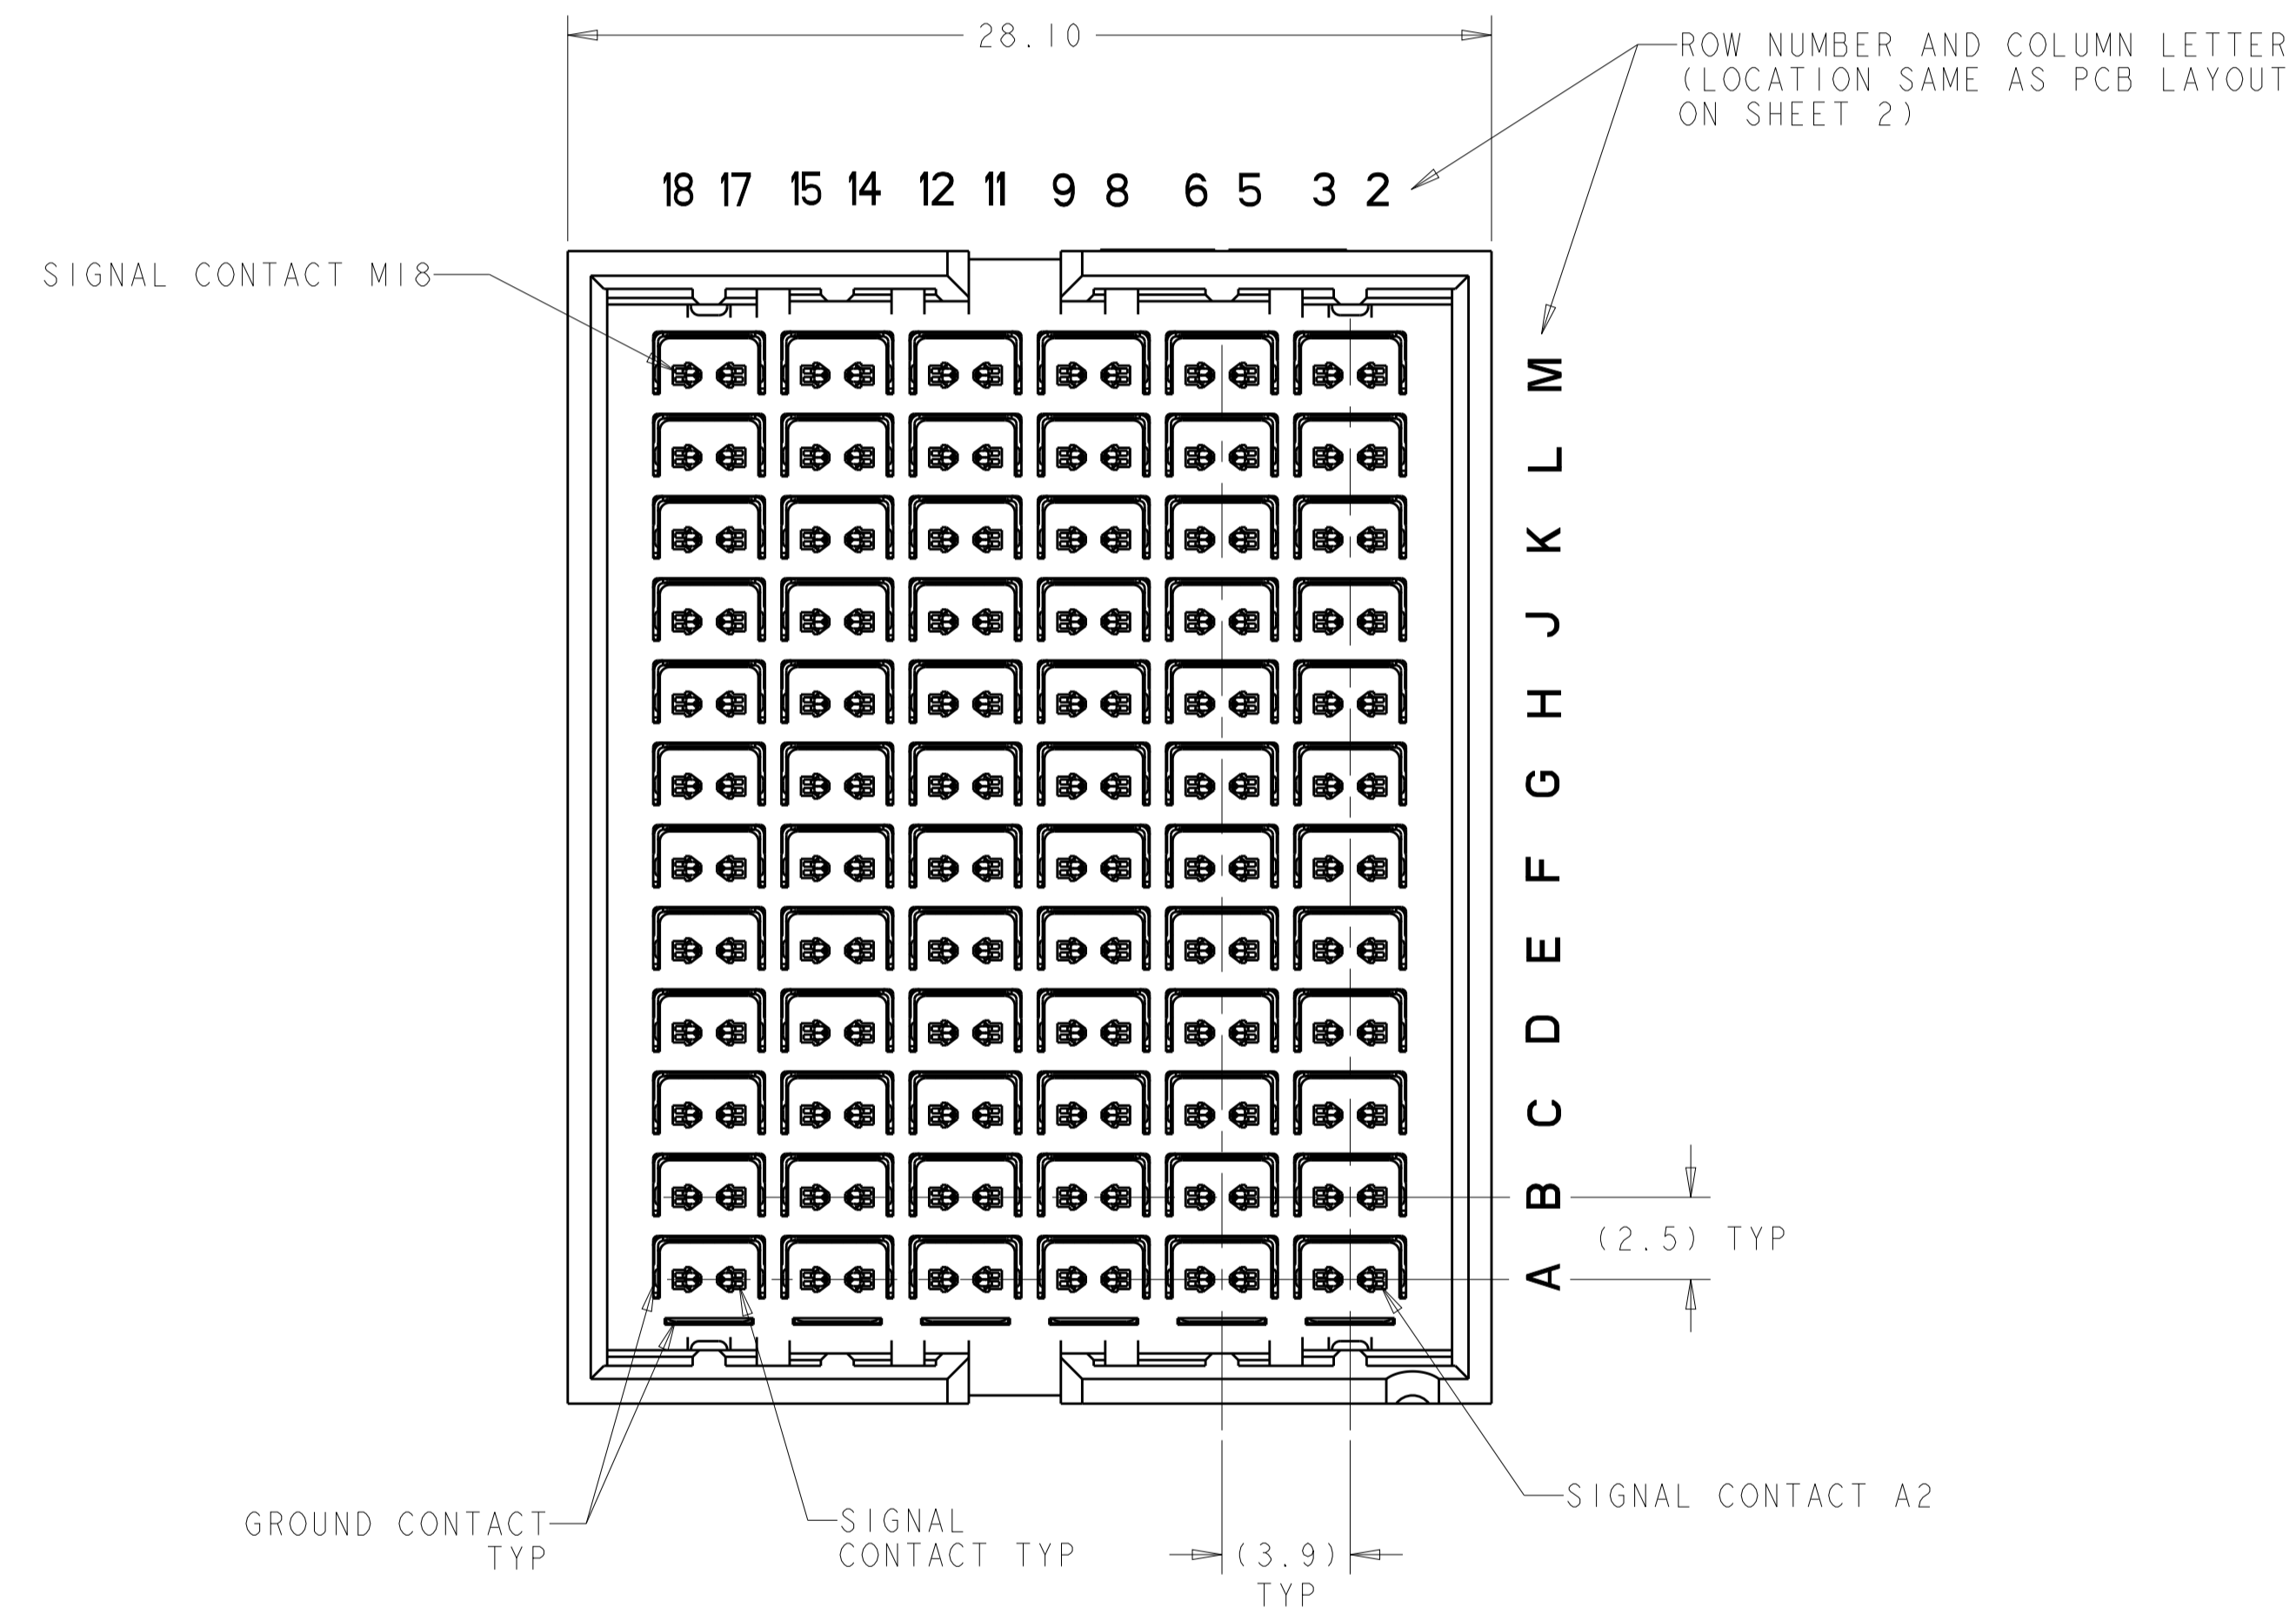 28.10
ROW NUMBER AND COLUMN LETTER
(LOCATION SAME AS PCB LAYOUT
ON SHEET 2)
18 17 15 14 12 11 9 8 6 5 3 2
SIGNAL CONTACT M18
M
L
K
J
H
G
F
E
D
C
B
A
(2.5) TYP
SIGNAL CONTACT A2
GROUND CONTACT
TYP
SIGNAL
CONTACT TYP
(3.9)
TYP